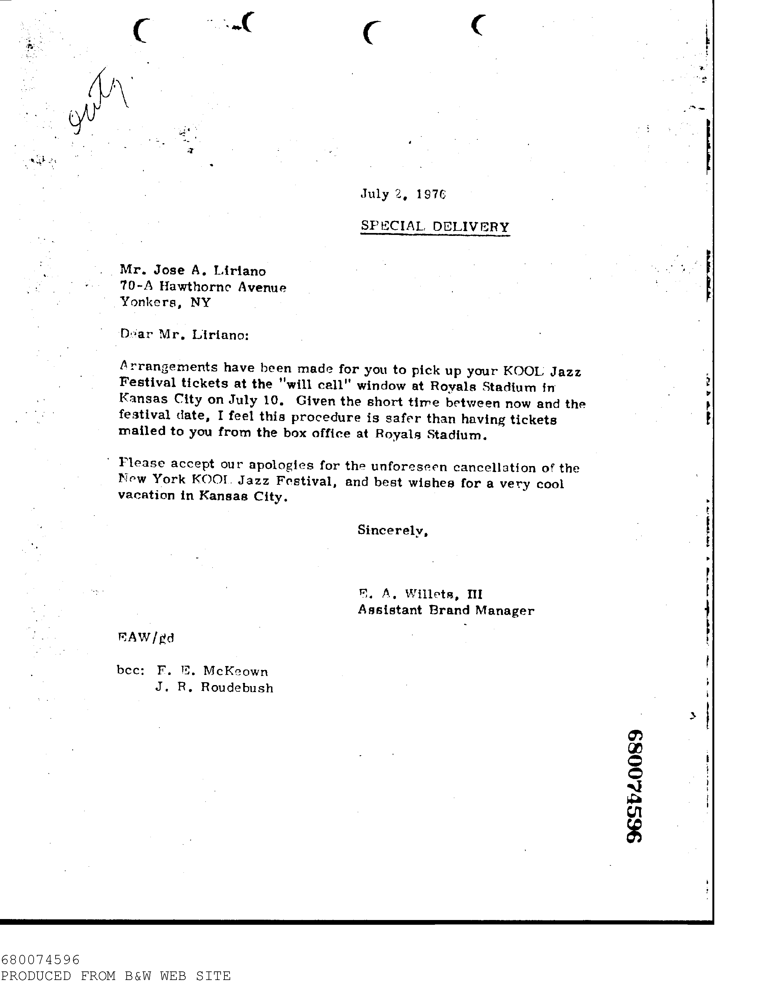 July 2, 1976
SPECIAL DELIVERY
Mr. Jose A. Liriano
70-A Hawthorne Avenue
Yonkers, NY
Dear Mr. Liriano:
Arrangements have been made for you to pick up your KOOL Jazz
Festival tickets at the "will call" window at Royals Stadium in
Kansas City on July 10. Given the short time between now and the
festival date, I feel this procedure is safer than having tickets
mailed to you from the box office at Royals Stadium.
Please accept our apologies for the unforeseen cancellation of the
New York KOOL Jazz Festival, and best wishes for a very cool
vacation in Kansas City.
Sincerely,
E. A. Willets, III
Assistant Brand Manager
EAW/gd
bcc: F. E. McKeown
J. R. Roudebush
680074596
680074596
PRODUCED FROM B&W WEB SITE